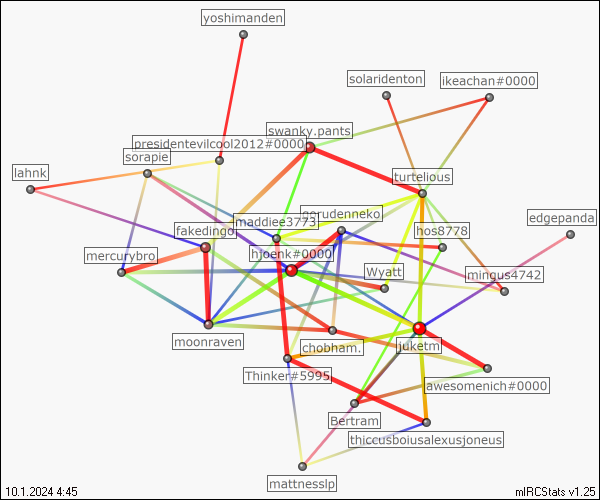 yoshimanden
solaridenton
ikeachan#0000
swanky.pants
presidentevilcool2012#0000
sorapie
lahnk
turtelious
gorudenneko
maddiee3773
edgepanda
fakedingo
hos8778
mercurybro
hjoenk#0000
Wyatt
mingus4742
moonraven
chobham.
juketm
Thinker#5995
awesomenich#0000
Bertram
thiccusboiusalexusjoneus
mattnesslp
10.1.2024 4:45
mIRCStats v1.25